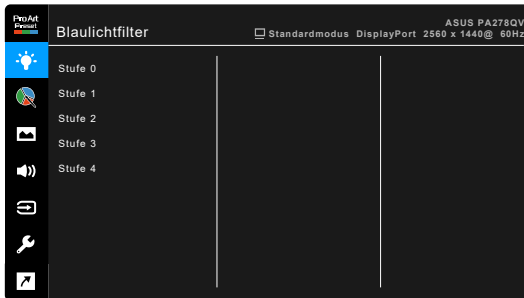 ProArt
Preset
Blaulichtfilter
ASUS PA278QV
Standardmodus DisplayPort 2560 x 1440@ 60Hz
Stufe 0
Stufe 1
Stufe 2
Stufe 3
Stufe 4